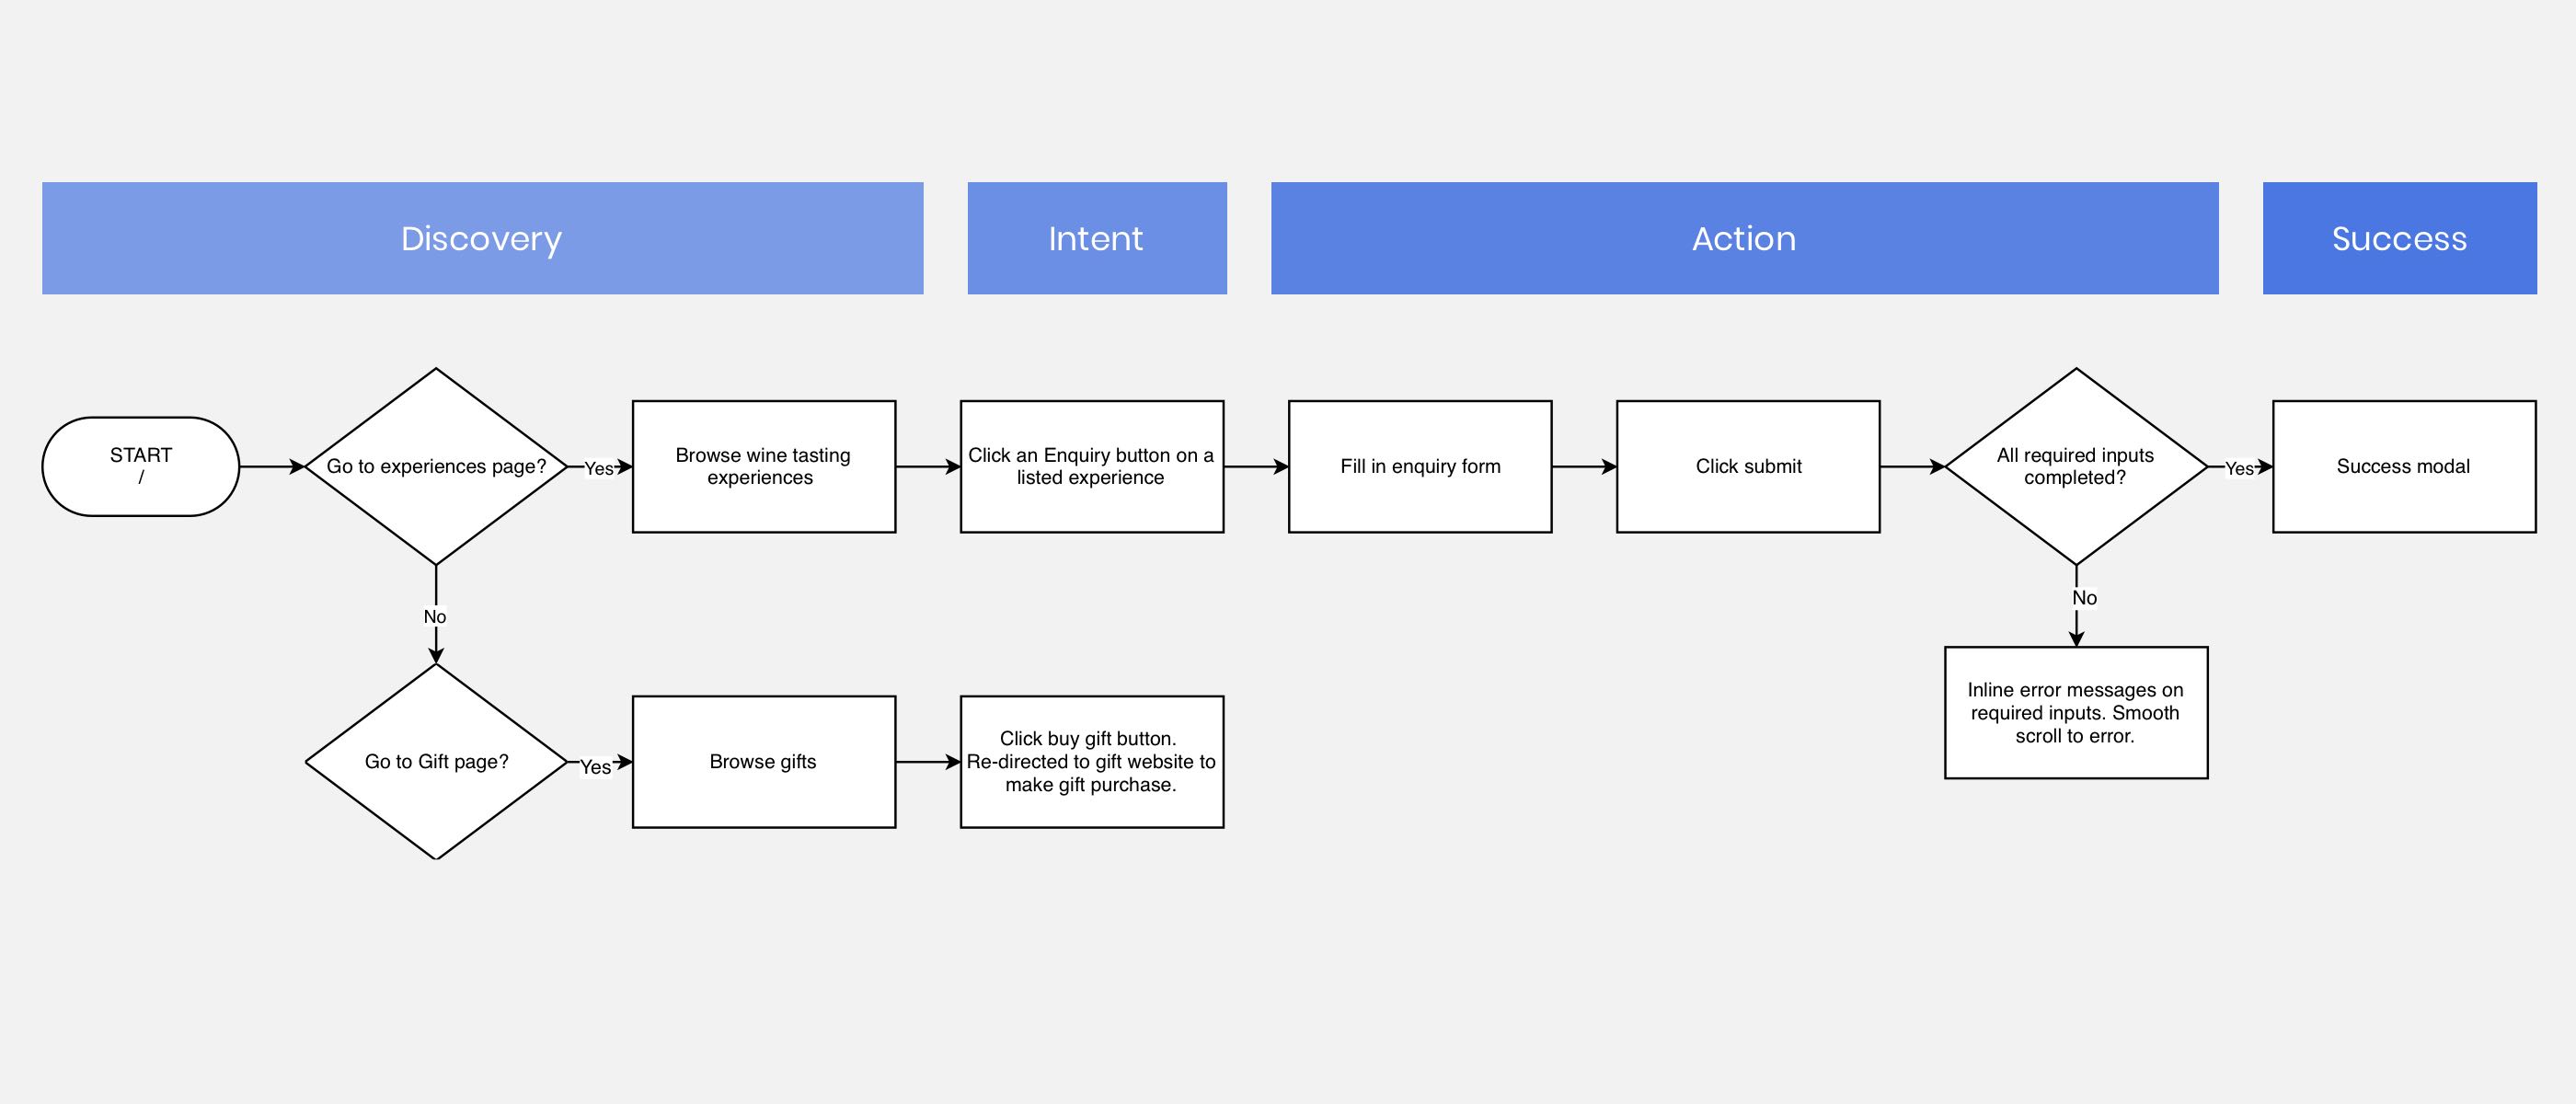 Discovery
Intent
Action
Success
START
/
Go to experiences page?
Yes
Browse wine tasting
experiences
Click an Enquiry button on a
listed experience
Fill in enquiry form
Click submit
All required inputs
completed?
Yes
Success modal
No
No
Inline error messages on
required inputs. Smooth
scroll to error.
Go to Gift page?
Yes
Browse gifts
Click buy gift button.
Re-directed to gift website to
make gift purchase.